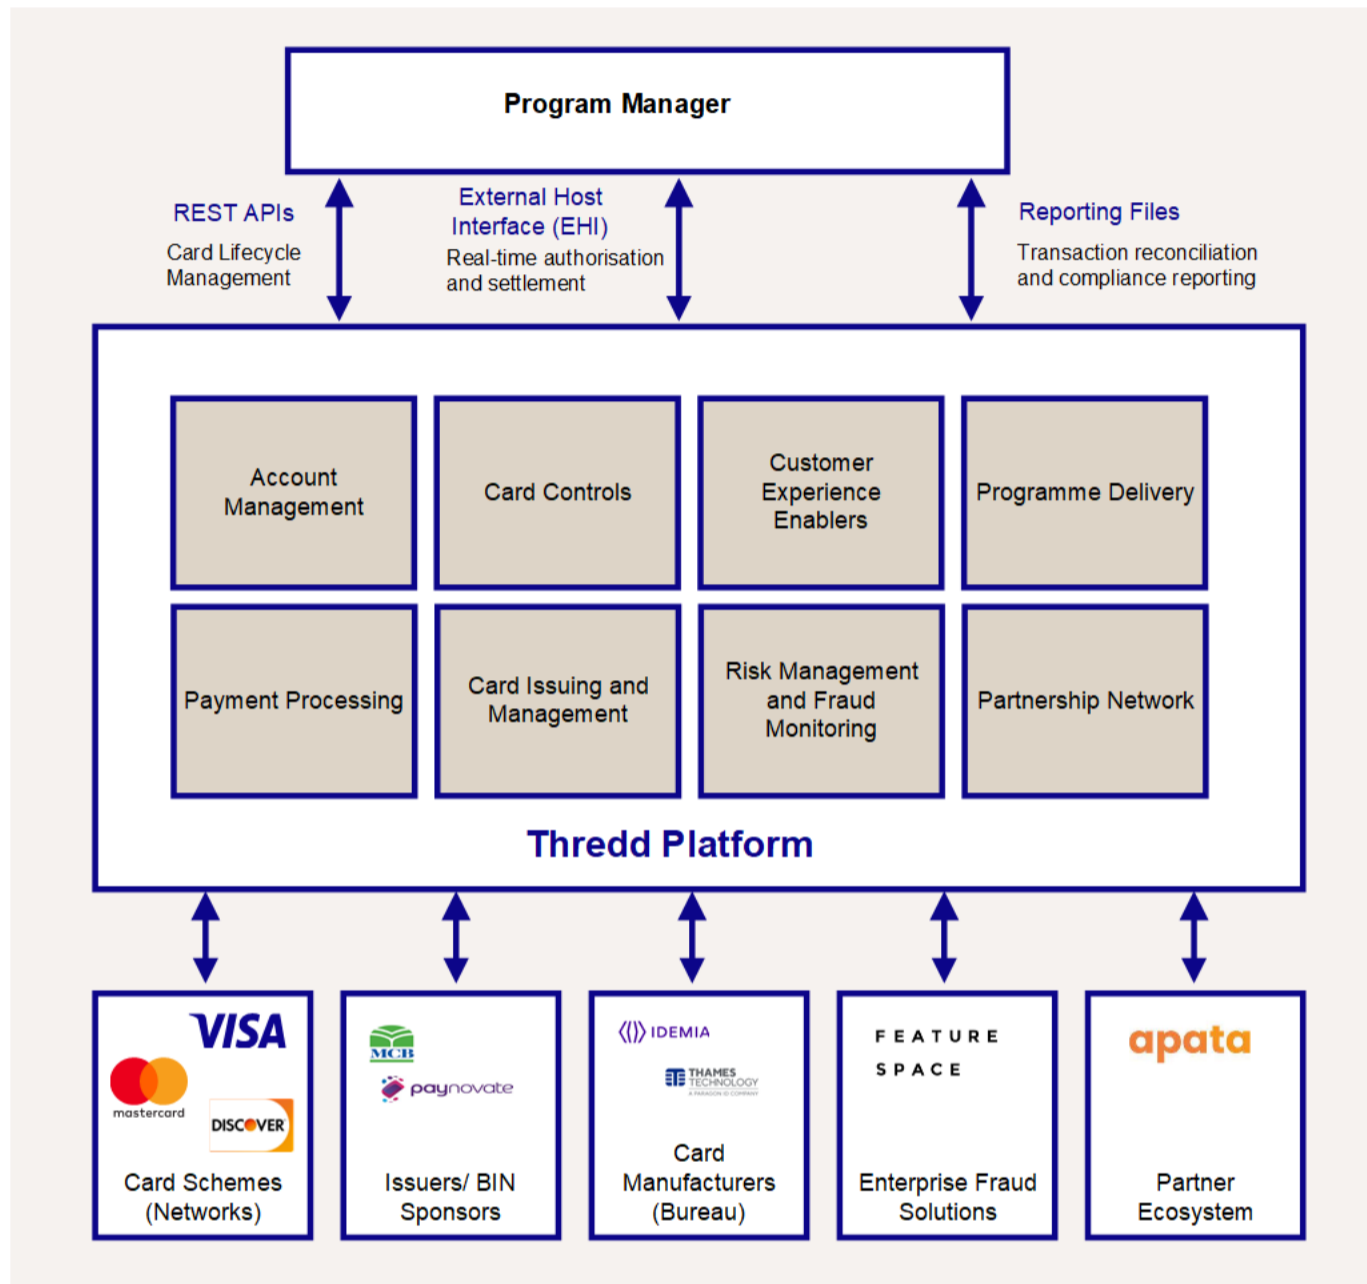 Program Manager
REST APIs
Card Lifecycle
Management
External Host
Interface (EHI)
Real-time authorisation
and settlement
Reporting Files
Transaction reconciliation
and compliance reporting
Account
Management
Card Controls
Customer
Experience
Enablers
Programme Delivery
Payment Processing
Card Issuing and
Management
Risk Management
and Fraud
Monitoring
Partnership Network
Thredd Platform
VISA
mastercard
DISCOVER
Card Schemes
(Networks)
MCB
paynovate
Issuers/ BIN
Sponsors
IDEMIA
THAMES
TECHNOLOGY
A PARAGON ID COMPANY
Card
Manufacturers
(Bureau)
FEATURE
SPACE
Enterprise Fraud
Solutions
apata
Partner
Ecosystem